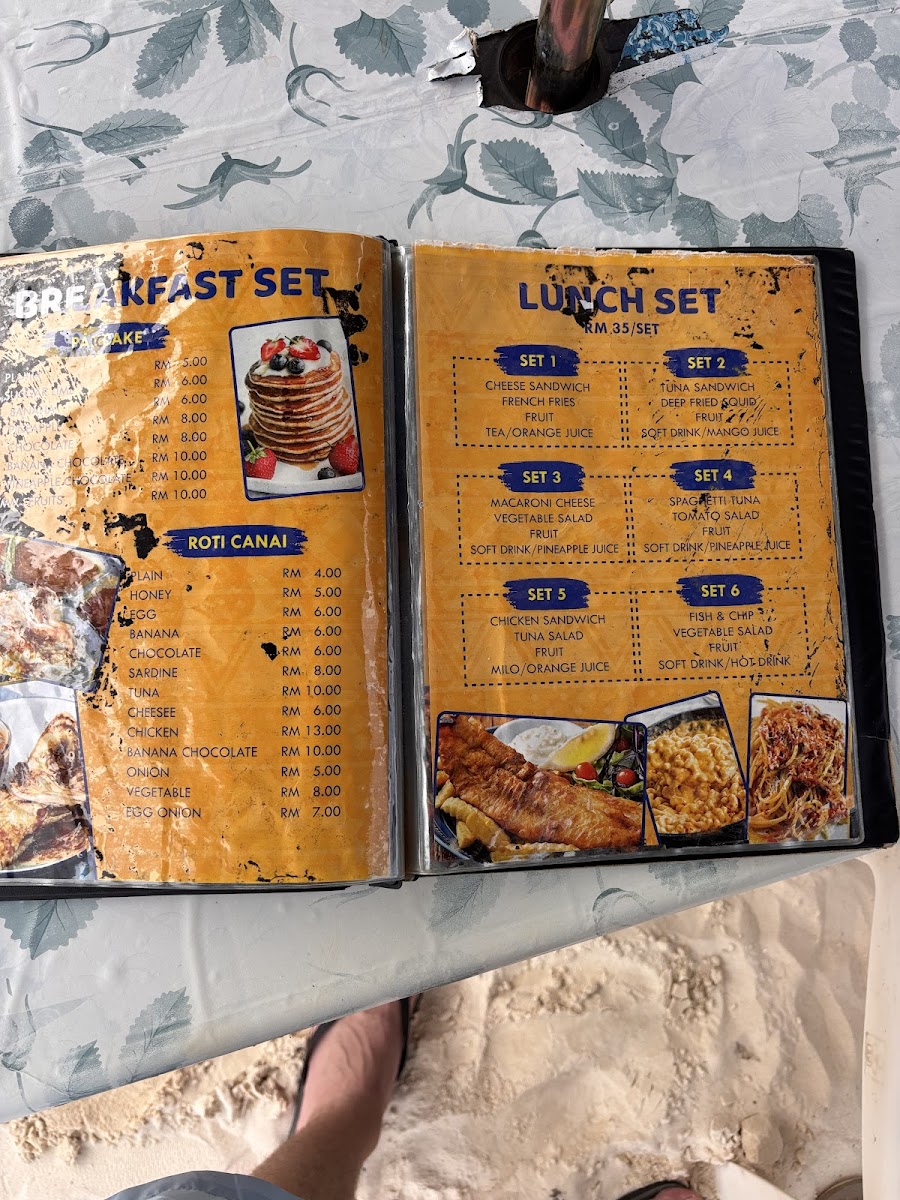 BREAKFAST SET
PLAIN
RM 5.00
RM 6.00
RM 6.00
RM 8.00
CHOCOLATE RM 8.00
BANANA CHOCOLATE RM 10.00
CHOCOLATE RM 10.00
FRUITS RM 10.00
ROTI CANAI
PLAIN RM 4.00
HONEY RM 5.00
EGG RM 6.00
BANANA RM 6.00
CHOCOLATE RM 6.00
SARDINE RM 8.00
TUNA RM 10.00
CHEESEE RM 6.00
CHICKEN RM 13.00
BANANA CHOCOLATE RM 10.00
ONION RM 5.00
VEGETABLE RM 8.00
EGG ONION RM 7.00
LUNCH SET
RM 35/SET
SET 1
CHEESE SANDWICH
FRENCH FRIES
FRUIT
TEA/ORANGE JUICE
SET 2
TUNA SANDWICH
DEEP FRIED SQUID
FRUIT
SOFT DRINK/MANGO JUICE
SET 3
MACARONI CHEESE
VEGETABLE SALAD
FRUIT
SOFT DRINK/PINEAPPLE JUICE
SET 4
SPAGHETTI TUNA
TOMATO SALAD
FRUIT
SOFT DRINK/PINEAPPLE JUICE
SET 5
CHICKEN SANDWICH
TUNA SALAD
FRUIT
MILO/ORANGE JUICE
SET 6
FISH & CHIP
VEGETABLE SALAD
FRUIT
SOFT DRINK/HOT DRINK